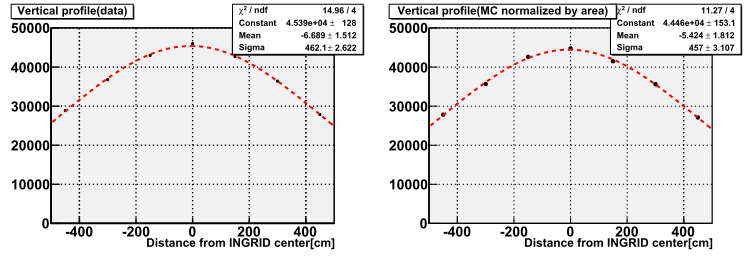 Vertical profile(data)
χ² / ndf 14.96 / 4
Constant 4.539e+04 ± 128
Mean -6.689 ± 1.512
Sigma 462.1 ± 2.622
50000
40000
30000
20000
10000
0
-400 -200 0 200 400
Distance from INGRID center[cm]
Vertical profile(MC normalized by area)
χ² / ndf 11.27 / 4
Constant 4.446e+04 ± 153.1
Mean -5.424 ± 1.812
Sigma 457 ± 3.107
50000
40000
30000
20000
10000
0
-400 -200 0 200 400
Distance from INGRID center[cm]